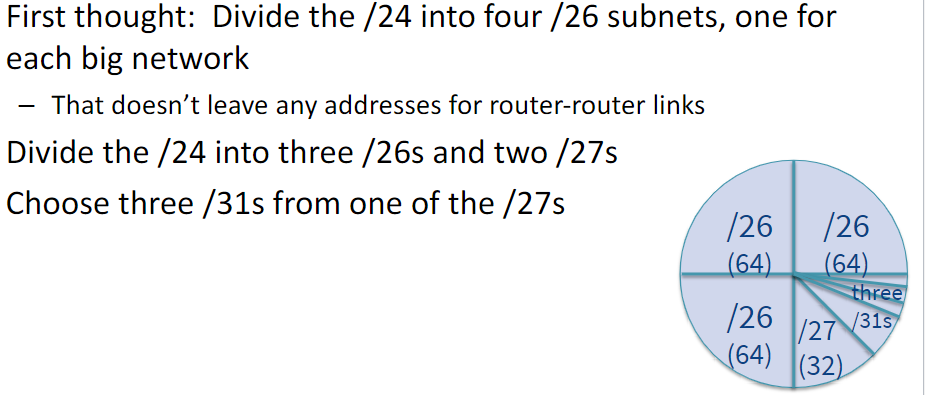 First thought: Divide the /24 into four /26 subnets, one for
each big network
– That doesn't leave any addresses for router-router links
Divide the /24 into three /26s and two /27s
Choose three /31s from one of the /27s
/26
(64)
/26
(64)
three
/31s
/26
(64)
/27
(32)